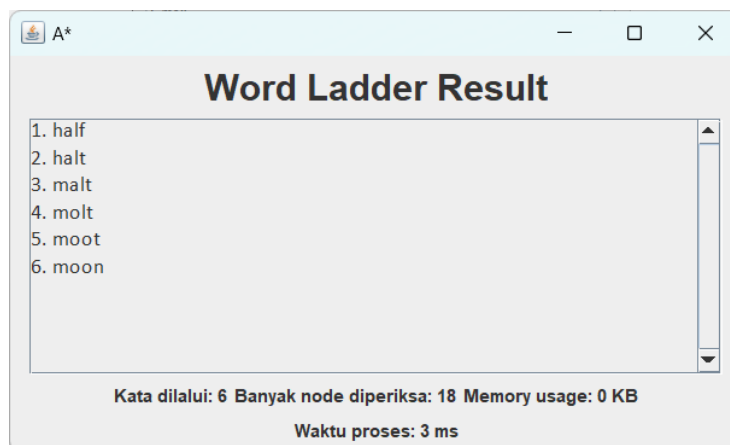 A*
Word Ladder Result
1. half
2. halt
3. malt
4. molt
5. moot
6. moon
Kata dilalui: 6 Banyak node diperiksa: 18 Memory usage: 0 KB
Waktu proses: 3 ms